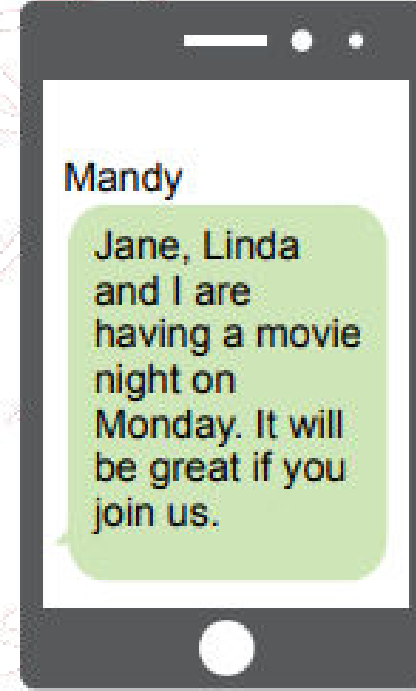 Mandy
Jane, Linda
and I are
having a movie
night on
Monday. It will
be great if you
join us.